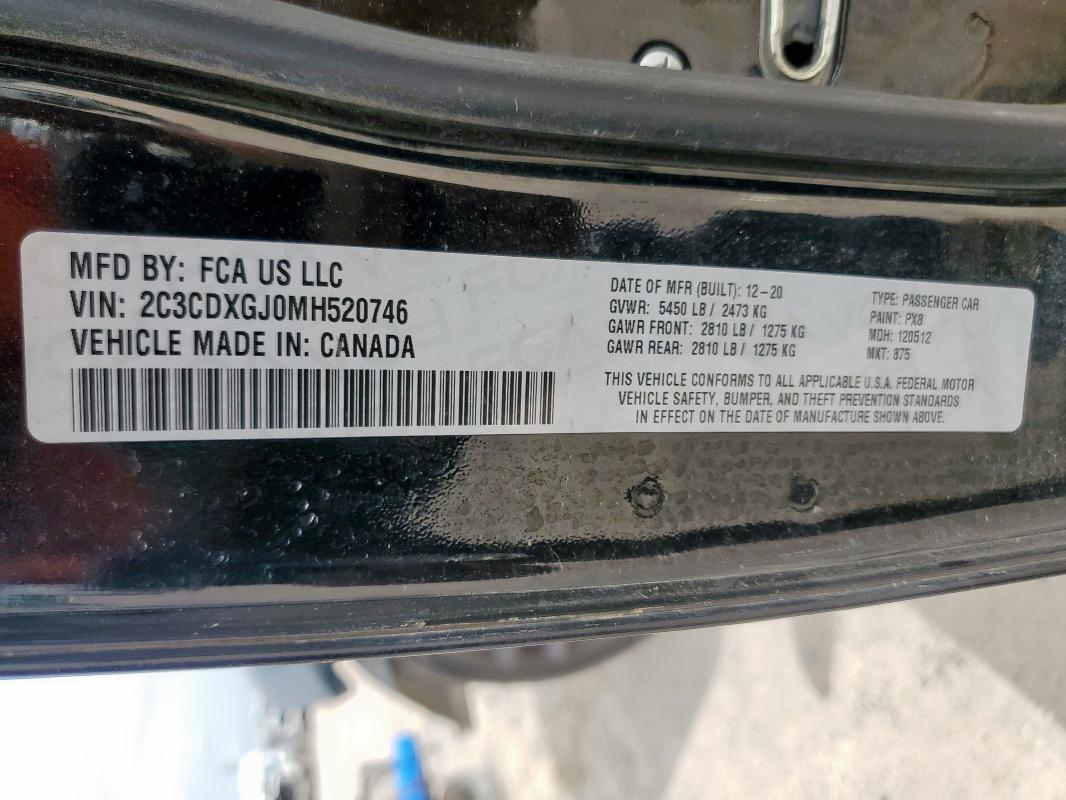 MFD BY: FCA US LLC
VIN: 2C3CDXGJ0MH520746
VEHICLE MADE IN: CANADA
DATE OF MFR (BUILT): 12-20
GVWR: 5450 LB / 2473 KG
GAWR FRONT: 2810 LB / 1275 KG
GAWR REAR: 2810 LB / 1275 KG
TYPE: PASSENGER CAR
PAINT: PX8
MDH: 120512
MKT: 875
THIS VEHICLE CONFORMS TO ALL APPLICABLE U.S.A. FEDERAL MOTOR
VEHICLE SAFETY, BUMPER, AND THEFT PREVENTION STANDARDS
IN EFFECT ON THE DATE OF MANUFACTURE SHOWN ABOVE.